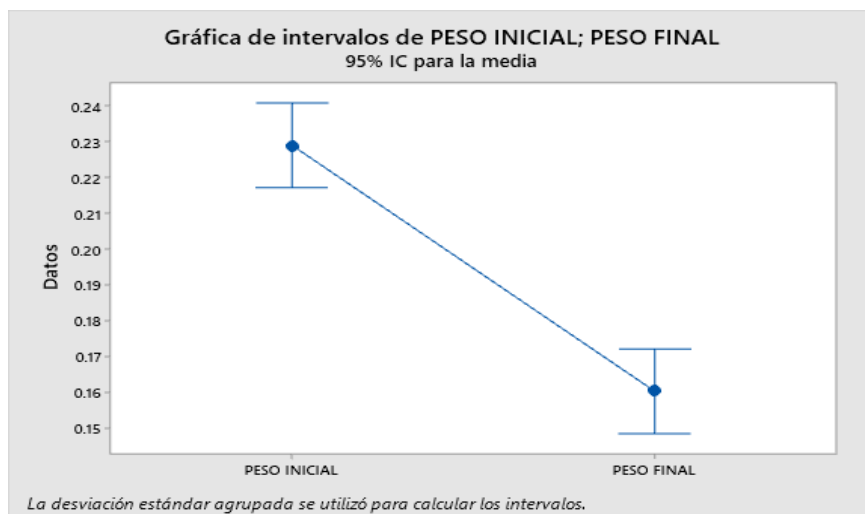 Gráfica de intervalos de PESO INICIAL; PESO FINAL
95% IC para la media
0.24
0.23
0.22
0.21
0.20
0.19
0.18
0.17
0.16
0.15
Datos
PESO INICIAL
PESO FINAL
La desviación estándar agrupada se utilizó para calcular los intervalos.